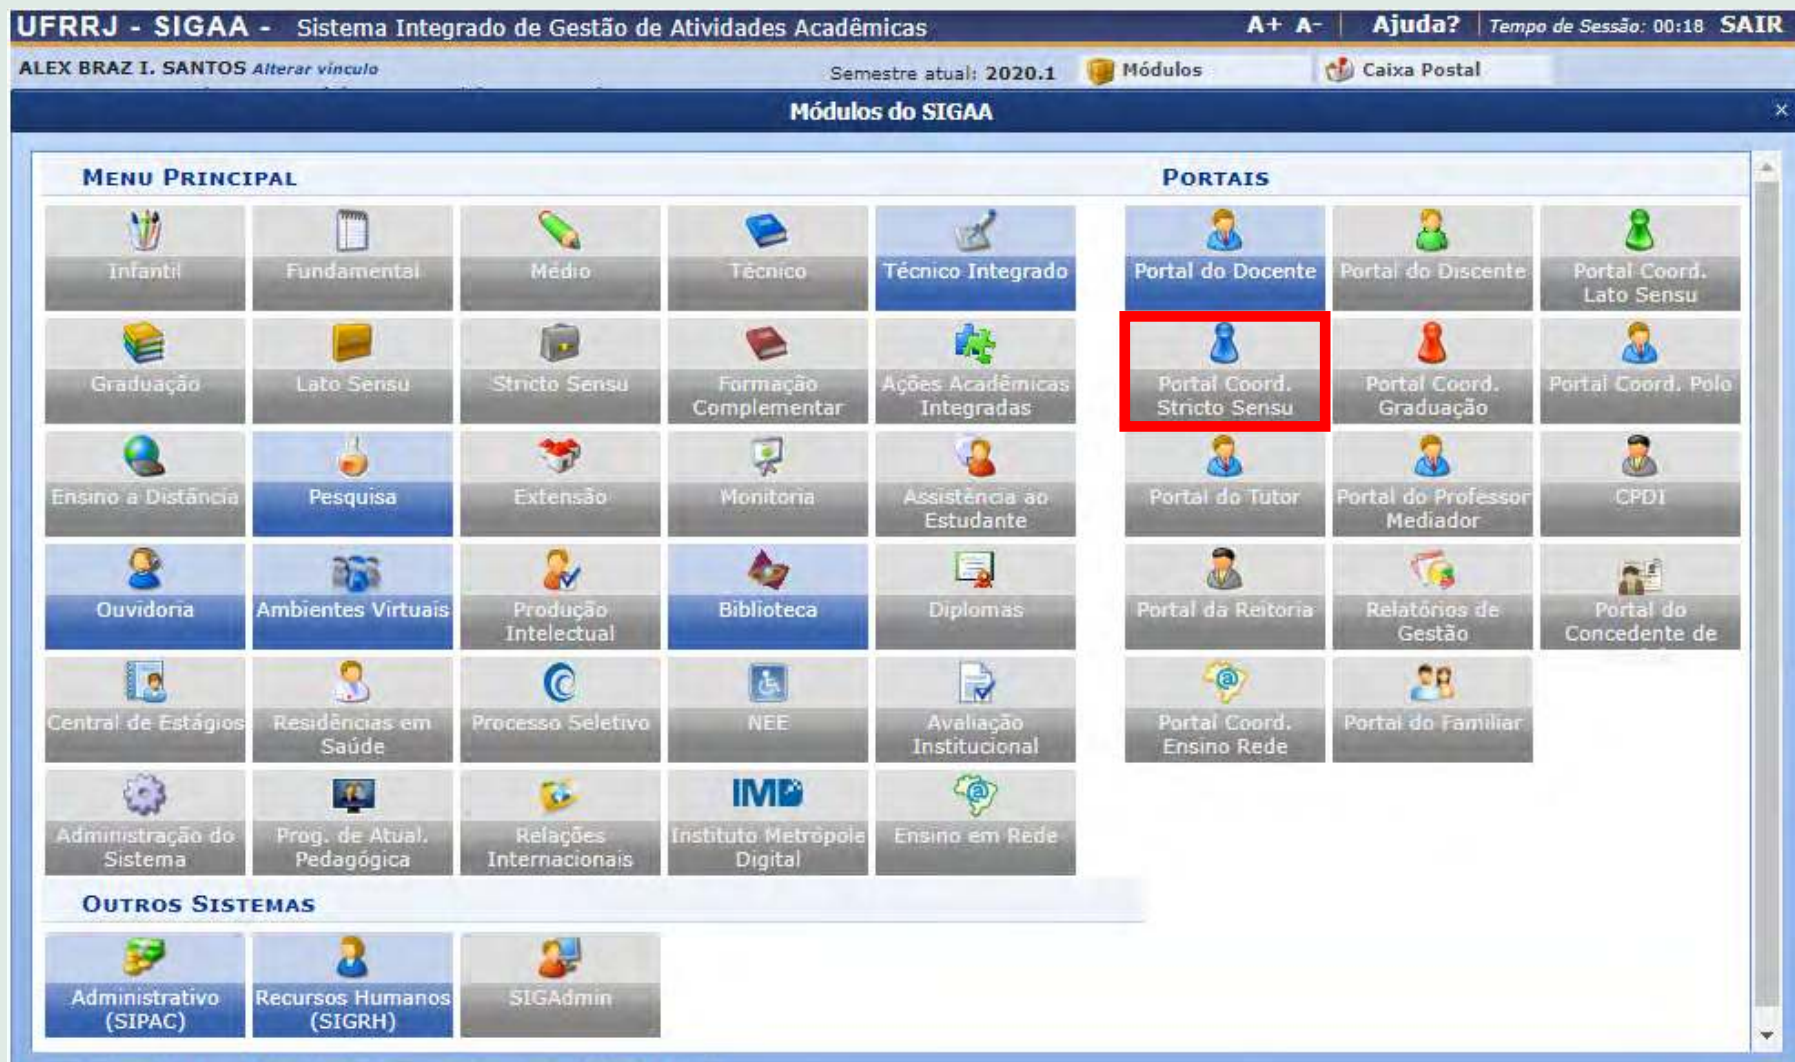 UFRRJ - SIGAA - Sistema Integrado de Gestão de Atividades Acadêmicas A+ A- Ajuda? Tempo de Sessão: 00:18 SAIR
ALEX BRAZ I. SANTOS Alterar vínculo Semestre atual: 2020.1 Módulos Caixa Postal
Módulos do SIGAA ×
MENU PRINCIPAL PORTAIS
Infantil Fundamental Médio Técnico Técnico Integrado Portal do Docente Portal do Discente Portal Coord.
Lato Sensu
Graduação Lato Sensu Stricto Sensu Formação Ações Acadêmicas Portal Coord. Portal Coord. Portal Coord. Polo
Complementar Integradas Stricto Sensu Graduação
Ensino a Distância Pesquisa Extensão Monitoria Assistência ao Portal do Tutor Portal do Professor CPDI
Estudante Mediador
Ouvidoria Ambientes Virtuais Produção Biblioteca Diplomas Portal da Reitoria Relatórios de Portal do
Intelectual Gestão Concedente de
Central de Estágios Residências em Processo Seletivo NEE Avaliação Portal Coord. Portal do Familiar
Saúde Institucional Ensino Rede
IMD
Administração do Prog. de Atual. Relações Instituto Metrópole Ensino em Rede
Sistema Pedagógica Internacionais Digital
OUTROS SISTEMAS
Administrativo Recursos Humanos SIGAdmin
(SIPAC) (SIGRH)